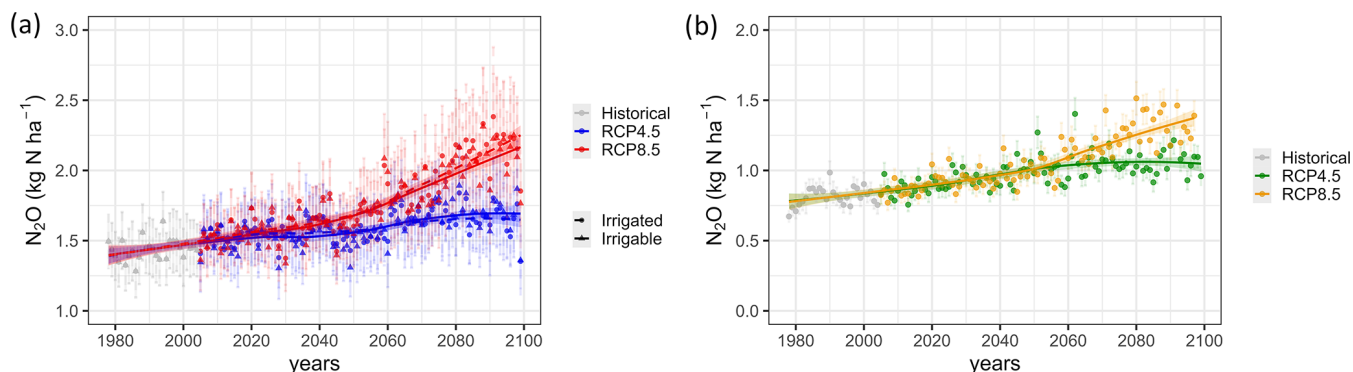 (a)
3.0
2.5
2.0
1.5
1.0
N₂O (kg N ha⁻¹)
1980 2000 2020 2040 2060 2080 2100
years
Historical
RCP4.5
RCP8.5
Irrigated
Irrigable
(b)
2.0
1.5
1.0
0.5
0.0
N₂O (kg N ha⁻¹)
1980 2000 2020 2040 2060 2080 2100
years
Historical
RCP4.5
RCP8.5